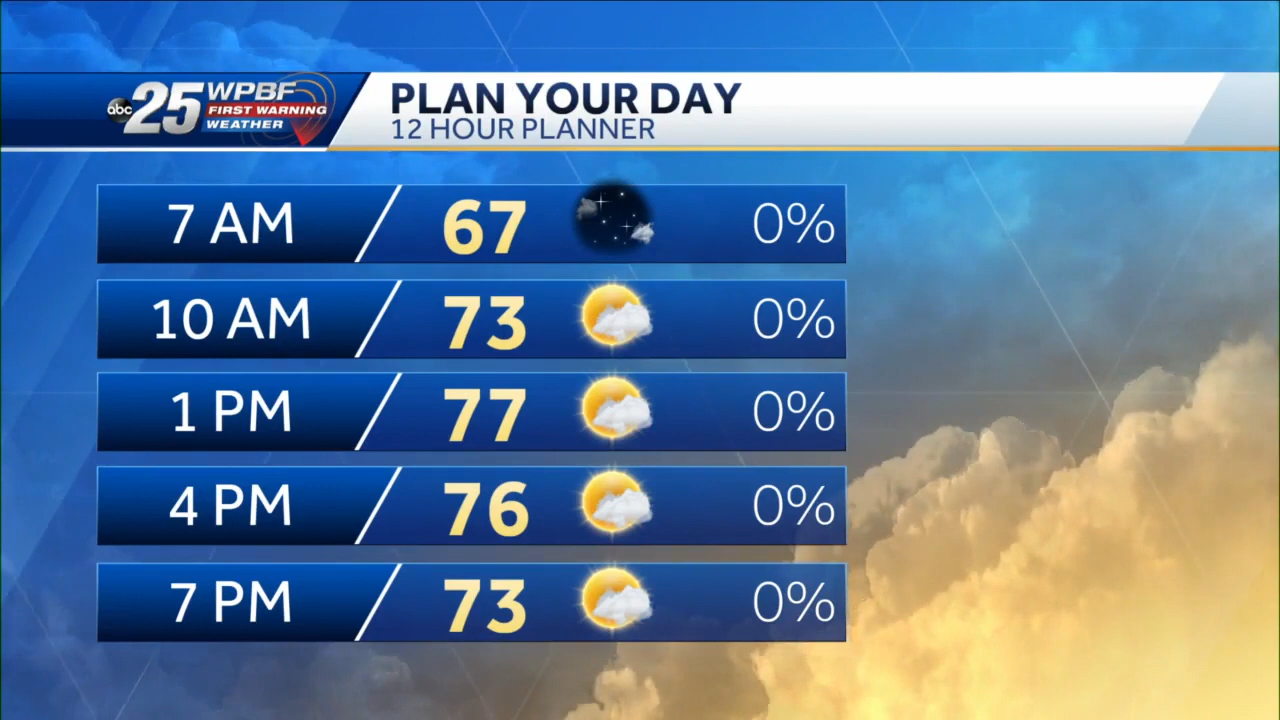 abc 25 WPBF
FIRST WARNING
WEATHER
PLAN YOUR DAY
12 HOUR PLANNER
7 AM 67 0%
10 AM 73 0%
1 PM 77 0%
4 PM 76 0%
7 PM 73 0%